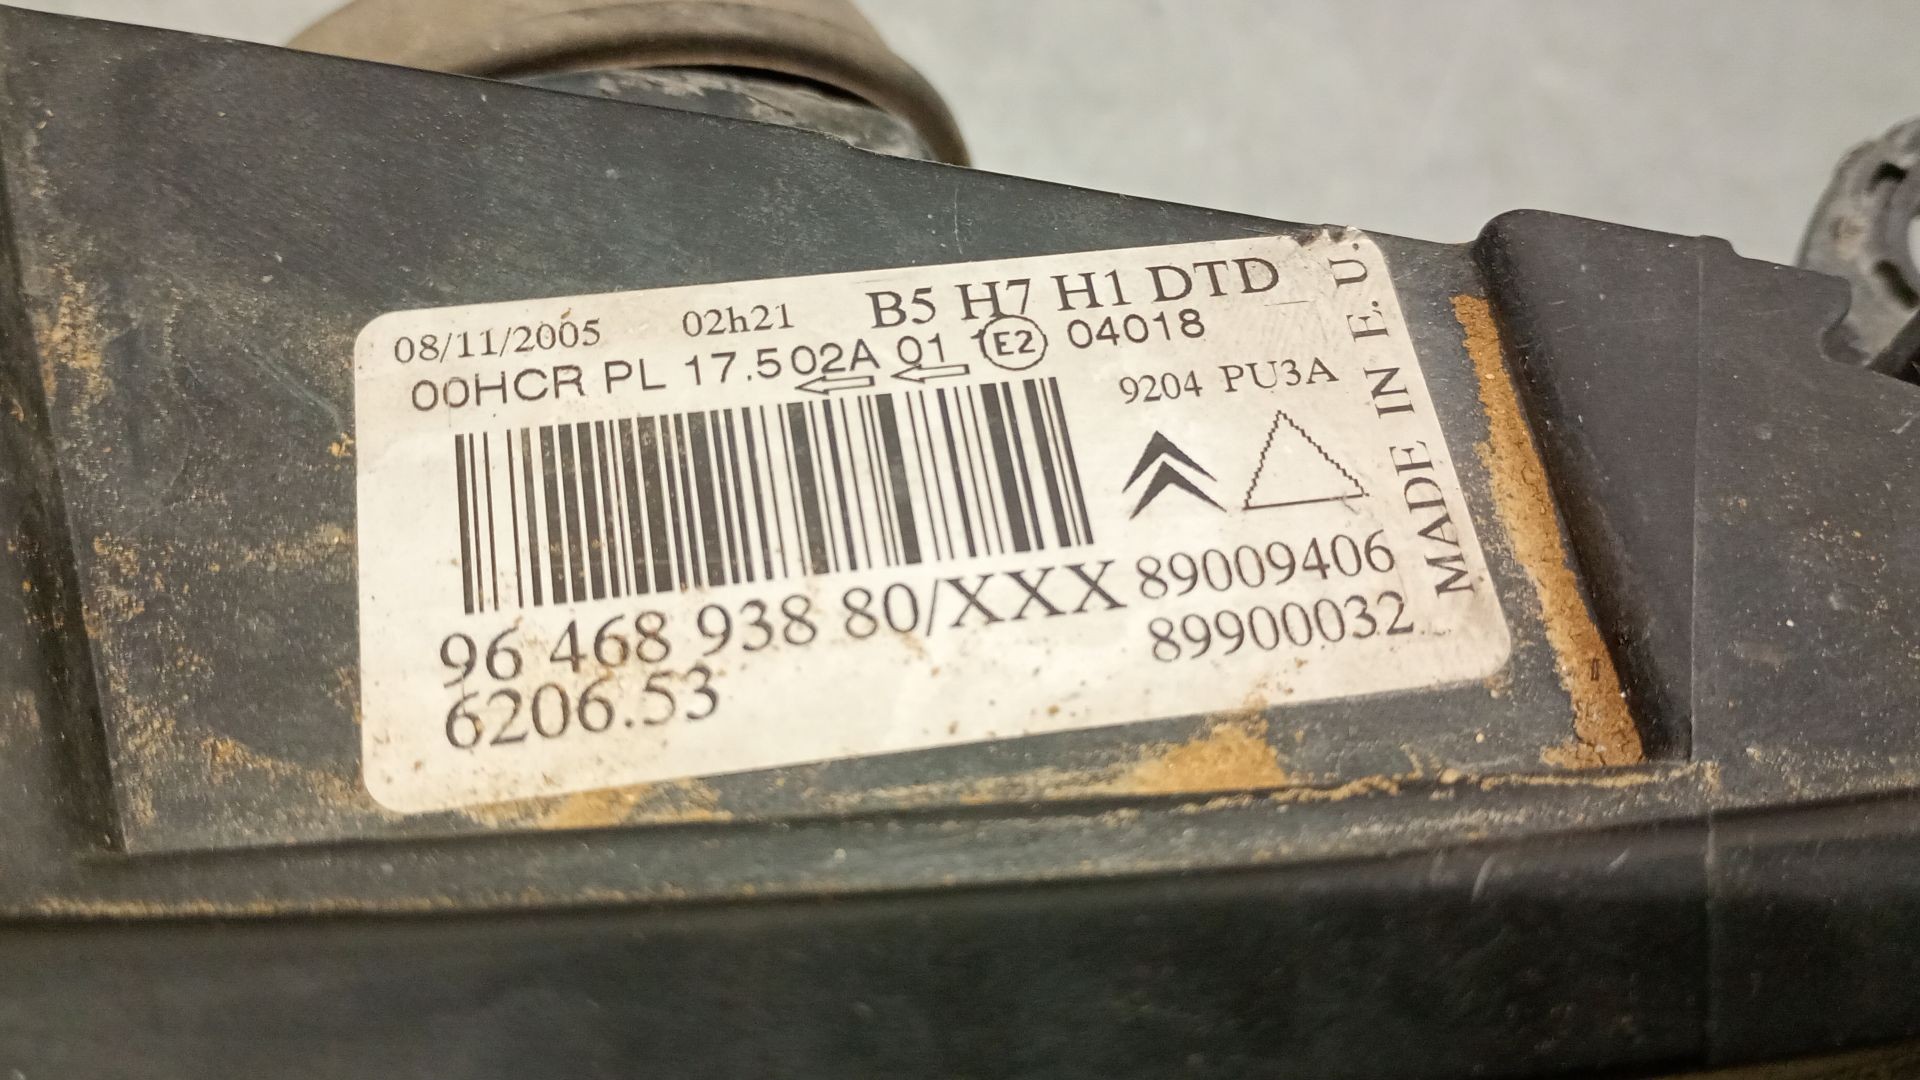 08/11/2005 02h21 B5 H7 H1 DTD
00HCR PL 17.5 02A 01 E2 04018
9204 PU3A
96 468 938 80/XXX 89009406
6206.53 89900032
MADE IN E.U.